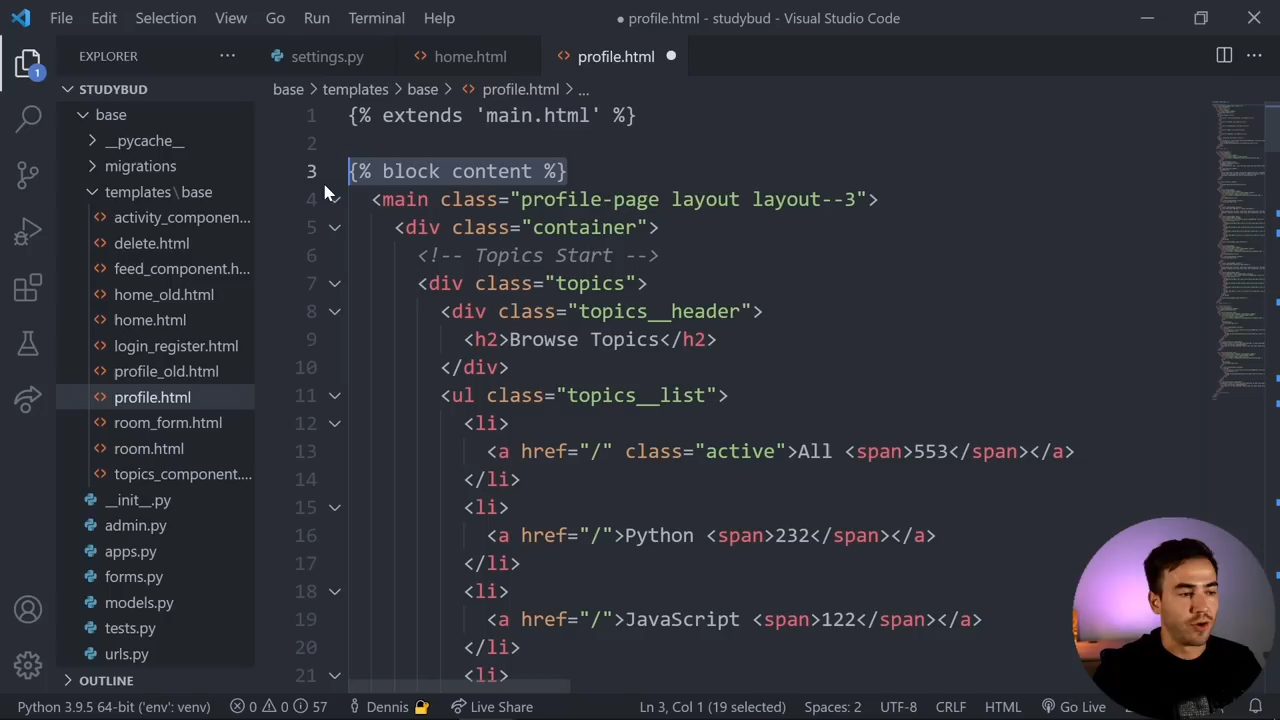 File Edit Selection View Go Run Terminal Help
● profile.html - studybud - Visual Studio Code
EXPLORER ···
settings.py
home.html
profile.html ●
1
STUDYBUD
base > templates > base > profile.html > ...
base
__pycache__
migrations
templates\base
activity_componen...
delete.html
feed_component.h...
home_old.html
home.html
login_register.html
profile_old.html
profile.html
room_form.html
room.html
topics_component....
__init__.py
admin.py
apps.py
forms.py
models.py
tests.py
urls.py
OUTLINE
1 {% extends 'main.html' %}
2
3 {% block content %}
4 <main class="profile-page layout layout--3">
5 <div class="container">
6 <!-- Topics Start -->
7 <div class="topics">
8 <div class="topics__header">
9 <h2>Browse Topics</h2>
10 </div>
11 <ul class="topics__list">
12 <li>
13 <a href="/" class="active">All <span>553</span></a>
14 </li>
15 <li>
16 <a href="/">Python <span>232</span></a>
17 </li>
18 <li>
19 <a href="/">JavaScript <span>122</span></a>
20 </li>
21 <li>
Python 3.9.5 64-bit ('env': venv) 0 0 57 Dennis Live Share Ln 3, Col 1 (19 selected) Spaces: 2 UTF-8 CRLF HTML Go Live